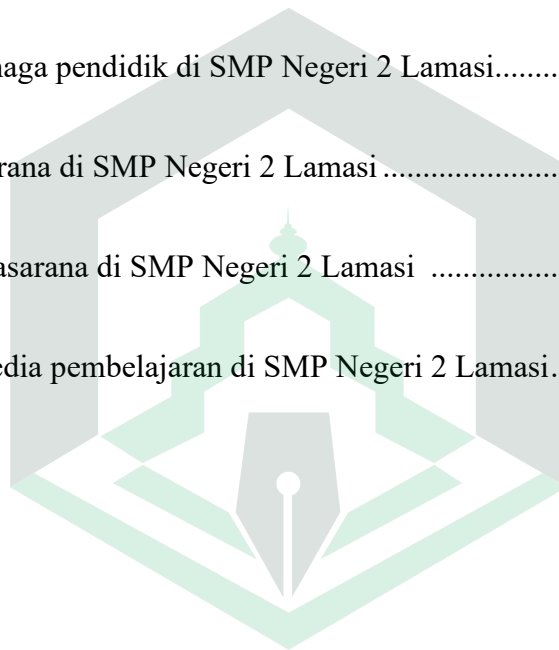 naga pendidik di SMP Negeri 2 Lamasi........
rana di SMP Negeri 2 Lamasi ......................
asarana di SMP Negeri 2 Lamasi ................
edia pembelajaran di SMP Negeri 2 Lamasi.